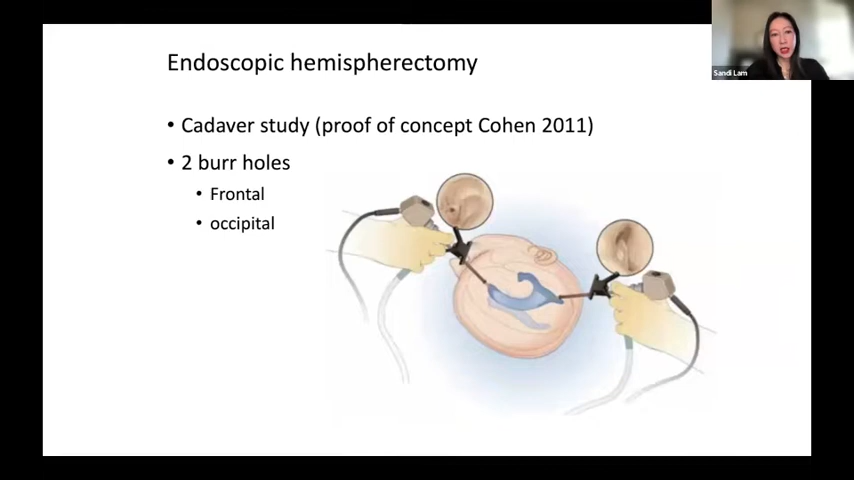 Endoscopic hemispherectomy
Sandi Lam
• Cadaver study (proof of concept Cohen 2011)
• 2 burr holes
• Frontal
• occipital